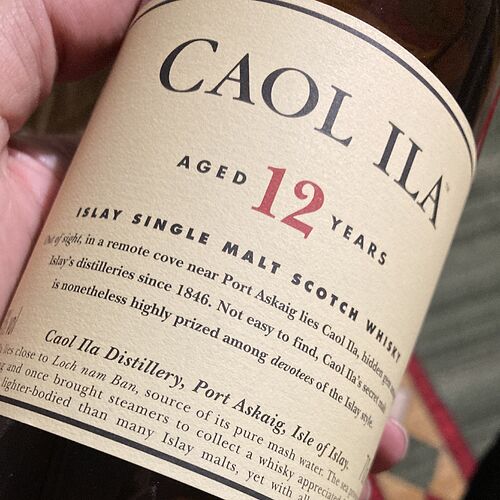 CAOL ILA
AGED 12 YEARS
ISLAY SINGLE MALT SCOTCH WHISKY
Out of sight, in a remote cove near Port Askaig lies Caol Ila, hidden gem
Islay's distilleries since 1846. Not easy to find, Caol Ila's secret malt
is nonetheless highly prized among devotees of the Islay style.
Caol Ila Distillery, Port Askaig, Isle of Islay.
lies close to Loch nam Ban, source of its pure mash water. The sea
and once brought steamers to collect a whisky appreciated
lighter-bodied than many Islay malts, yet with all